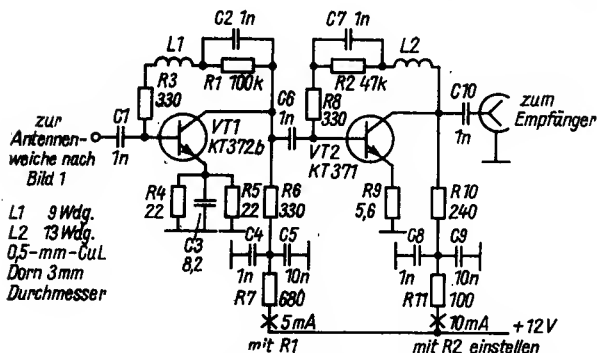 C2 1n
L1
R1 100k
R3
330
C1
1n
zur
Antennen-
weiche nach
Bild 1
VT1
KT372b
R4
22
C3
8,2
R5
22
L1 9 Wdg.
L2 13 Wdg.
0,5-mm-CuL
Dorn 3mm
Durchmesser
C6
1n
R6
330
C4
1n
C5
10n
R7
680
5mA
mit R1
C7 1n
L2
R2 47k
R8
330
VT2
KT371
R9
5,6
C10
1n
zum
Empfänger
R10
240
C8
1n
C9
10n
R11
100
10mA
+12V
mit R2 einstellen